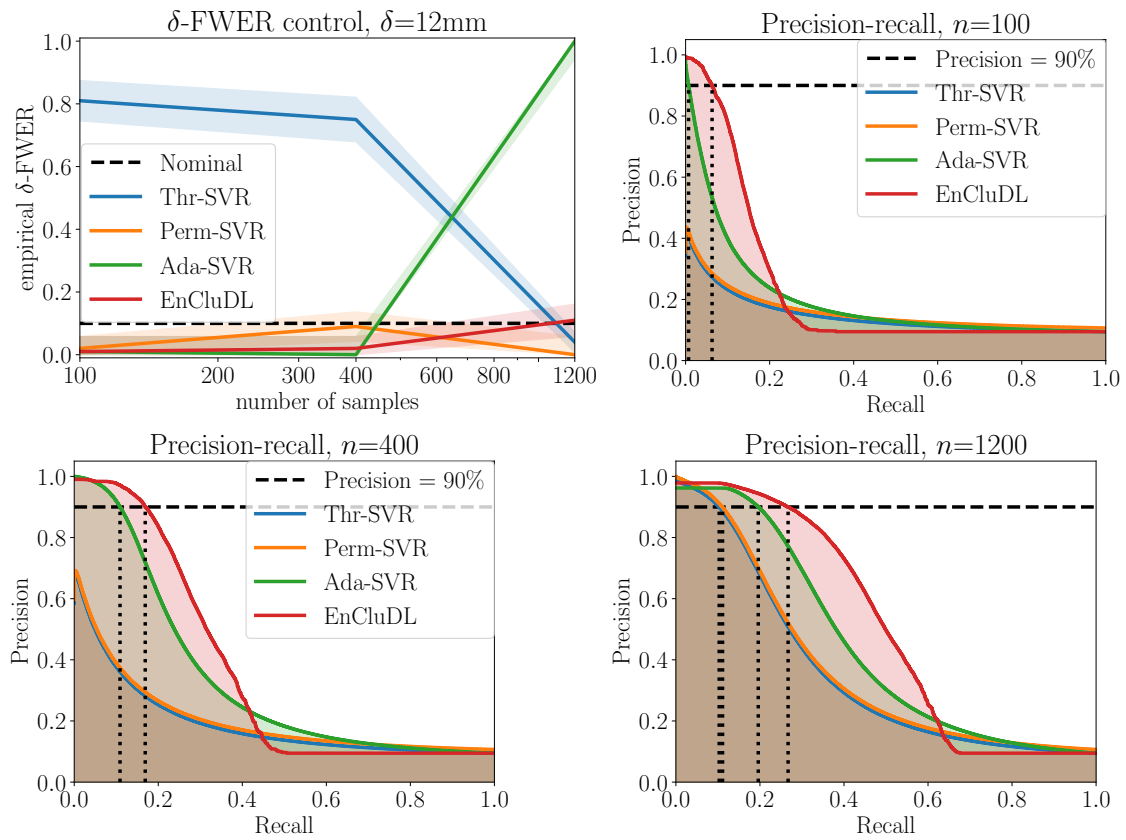 δ-FWER control, δ=12mm
empirical δ-FWER
1.0
0.8
0.6
0.4
0.2
0.0
Nominal
Thr-SVR
Perm-SVR
Ada-SVR
EnCluDL
100
200
300
400
600
800
1200
number of samples
Precision-recall, n=100
Precision
1.0
0.8
0.6
0.4
0.2
0.0
Precision = 90%
Thr-SVR
Perm-SVR
Ada-SVR
EnCluDL
0.0
0.2
0.4
0.6
0.8
1.0
Recall
Precision-recall, n=400
Precision
1.0
0.8
0.6
0.4
0.2
0.0
Precision = 90%
Thr-SVR
Perm-SVR
Ada-SVR
EnCluDL
0.0
0.2
0.4
0.6
0.8
1.0
Recall
Precision-recall, n=1200
Precision
1.0
0.8
0.6
0.4
0.2
0.0
0.0
0.2
0.4
0.6
0.8
1.0
Recall